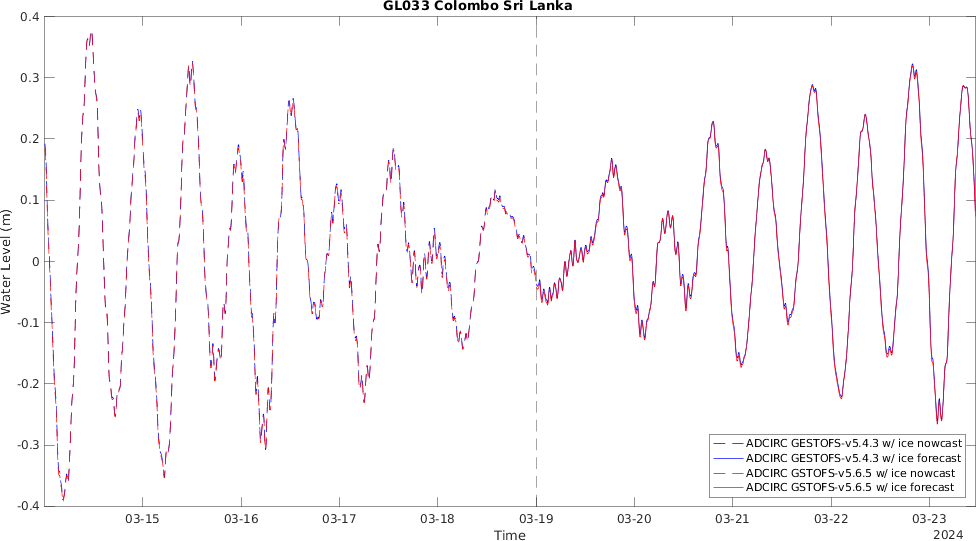 GL033 Colombo Sri Lanka
0.4
0.3
0.2
0.1
0
-0.1
-0.2
-0.3
-0.4
Water Level (m)
ADCIRC GESTOFS-v5.4.3 w/ ice nowcast
ADCIRC GESTOFS-v5.4.3 w/ ice forecast
ADCIRC GSTOFS-v5.6.5 w/ ice nowcast
ADCIRC GSTOFS-v5.6.5 w/ ice forecast
03-15 03-16 03-17 03-18 03-19 03-20 03-21 03-22 03-23
Time
2024